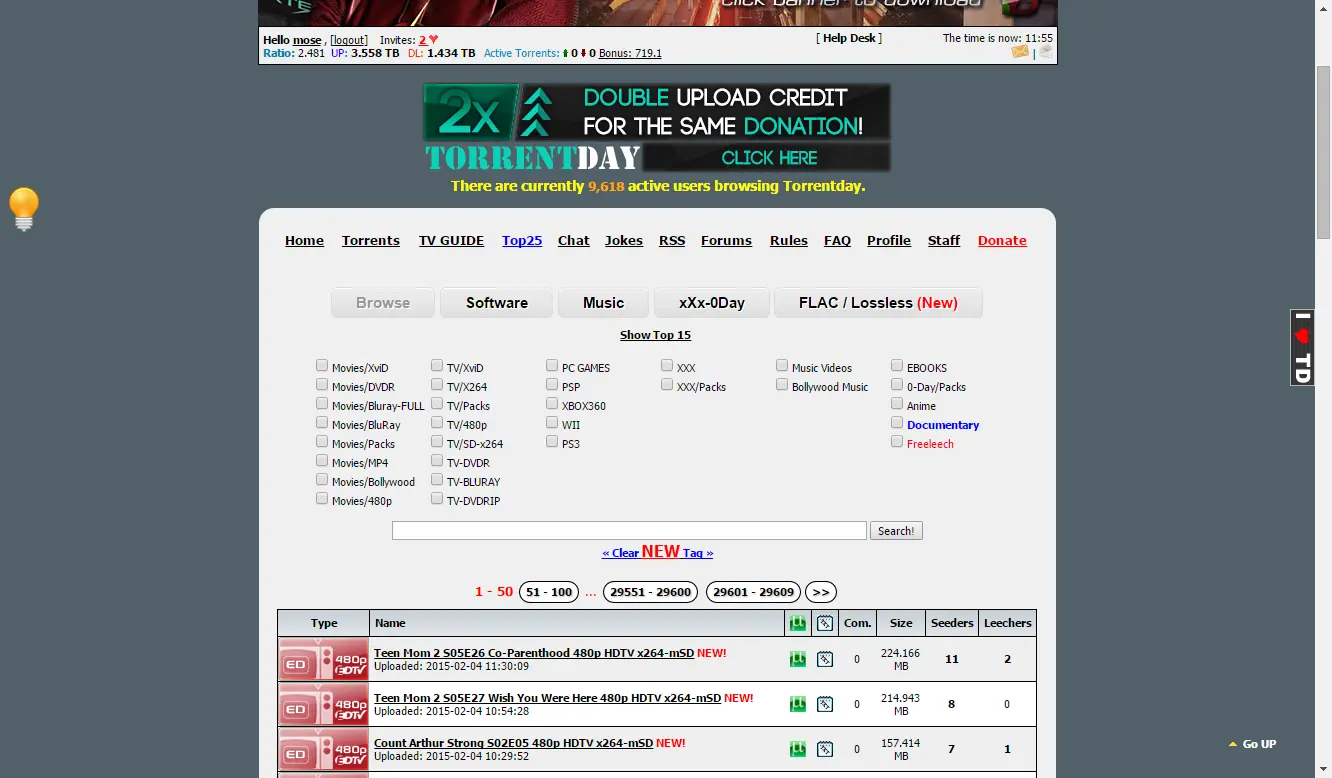 click banner to download
Hello mose , [logout] Invites: 2 [ Help Desk ] The time is now: 11:55
Ratio: 2.481 UP: 3.558 TB DL: 1.434 TB Active Torrents: 0 0 Bonus: 719.1 |
2X DOUBLE UPLOAD CREDIT
FOR THE SAME DONATION!
TORRENTDAY CLICK HERE
There are currently 9,618 active users browsing Torrentday.
Home Torrents TV GUIDE Top25 Chat Jokes RSS Forums Rules FAQ Profile Staff Donate
Browse Software Music xXx-0Day FLAC / Lossless (New)
Show Top 15
I ❤ TD
Movies/XviD TV/XviD PC GAMES XXX Music Videos EBOOKS
Movies/DVDR TV/X264 PSP XXX/Packs Bollywood Music 0-Day/Packs
Movies/Bluray-FULL TV/Packs XBOX360 Anime
Movies/BluRay TV/480p WII Documentary
Movies/Packs TV/SD-x264 PS3 Freeleech
Movies/MP4 TV-DVDR
Movies/Bollywood TV-BLURAY
Movies/480p TV-DVDRIP
Search!
« Clear NEW Tag »
1 - 50 51 - 100 ... 29551 - 29600 29601 - 29609 >>
Type Name µ Com. Size Seeders Leechers
ED 480p HDTV Teen Mom 2 S05E26 Co-Parenthood 480p HDTV x264-mSD NEW! µ 0 224.166 MB 11 2
Uploaded: 2015-02-04 11:30:09
ED 480p HDTV Teen Mom 2 S05E27 Wish You Were Here 480p HDTV x264-mSD NEW! µ 0 214.943 MB 8 0
Uploaded: 2015-02-04 10:54:28
ED 480p HDTV Count Arthur Strong S02E05 480p HDTV x264-mSD NEW! µ 0 157.414 MB 7 1
Uploaded: 2015-02-04 10:29:52
Go UP